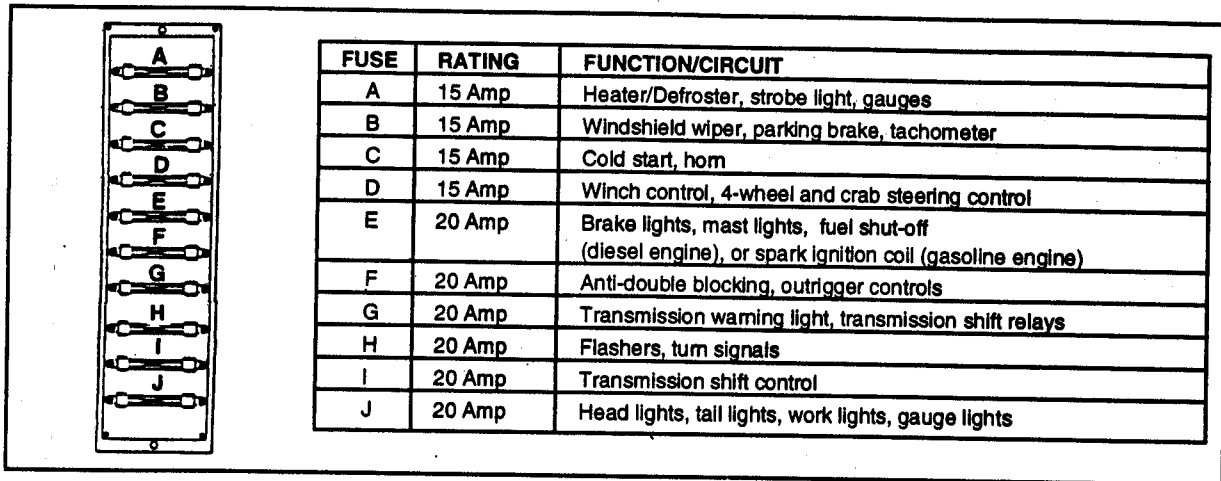 A
B
C
D
E
F
G
H
I
J
FUSE RATING FUNCTION/CIRCUIT
A 15 Amp Heater/Defroster, strobe light, gauges
B 15 Amp Windshield wiper, parking brake, tachometer
C 15 Amp Cold start, horn
D 15 Amp Winch control, 4-wheel and crab steering control
E 20 Amp Brake lights, mast lights, fuel shut-off
(diesel engine), or spark ignition coil (gasoline engine)
F 20 Amp Anti-double blocking, outrigger controls
G 20 Amp Transmission warning light, transmission shift relays
H 20 Amp Flashers, turn signals
I 20 Amp Transmission shift control
J 20 Amp Head lights, tail lights, work lights, gauge lights